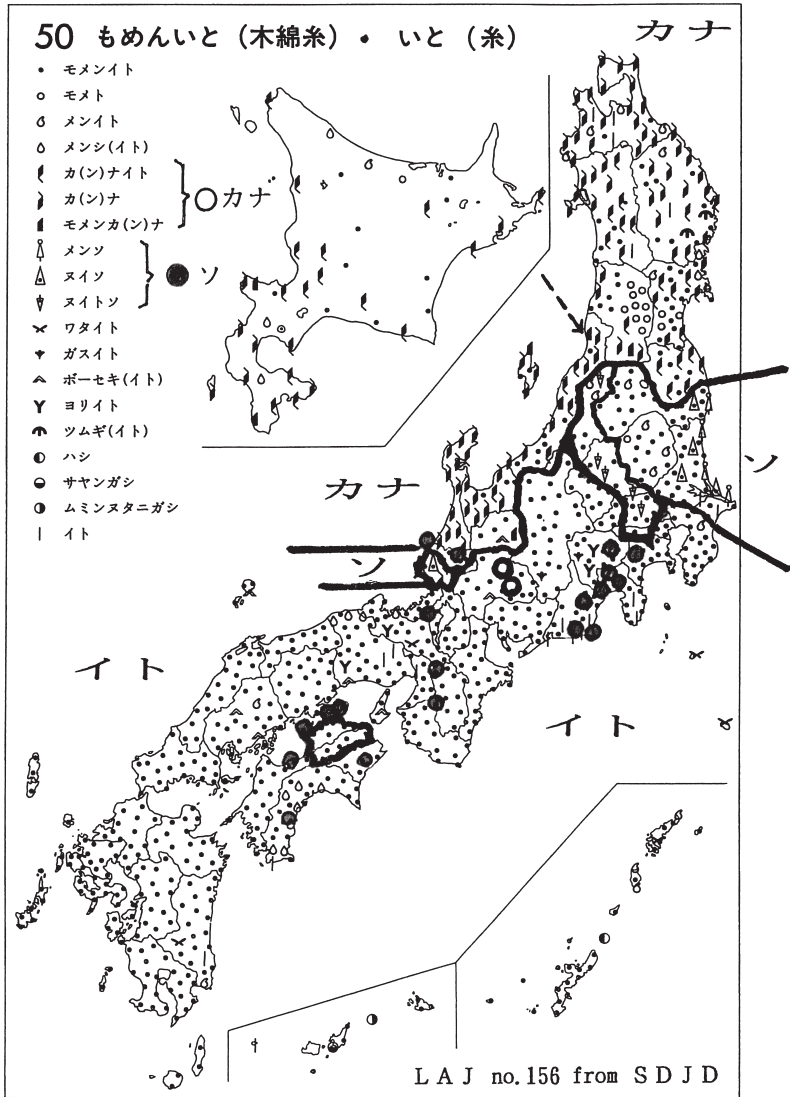 50 もめんいと（木綿糸）・いと（糸）
カナ
モメンイト
モメト
メンイト
メンシ(イト)
カ(ン)ナイト
カ(ン)ナ
モメンカ(ン)ナ
カナ
メンソ
ヌイソ
ヌイトソ
ソ
ワタイト
ガスイト
ボーセキ(イト)
ヨリイト
ツムギ(イト)
ハシ
サヤンガシ
ムミンヌタニガシ
イト
ソ
カナ
ソ
イト
イト
LAJ no.156 from SDJD